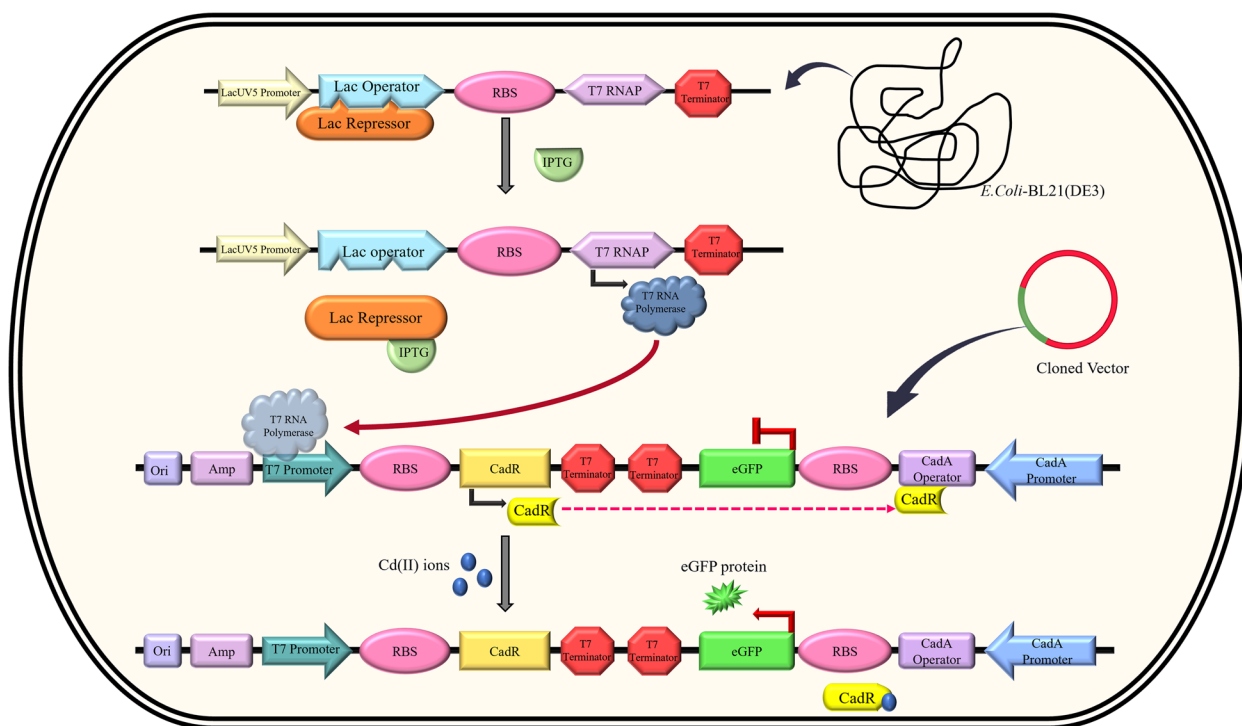 LacUV5 Promoter
Lac Operator
Lac Repressor
RBS
T7 RNAP
T7
Terminator
IPTG
E.Coli-BL21(DE3)
LacUV5 Promoter
Lac operator
RBS
T7 RNAP
T7
Terminator
T7 RNA
Polymerase
Lac Repressor
IPTG
Cloned Vector
T7 RNA
Polymerase
Ori
Amp
T7 Promoter
RBS
CadR
T7
Terminator
T7
Terminator
eGFP
RBS
CadA
Operator
CadA
Promoter
CadR
CadR
Cd(II) ions
eGFP protein
Ori
Amp
T7 Promoter
RBS
CadR
T7
Terminator
T7
Terminator
eGFP
RBS
CadA
Operator
CadA
Promoter
CadR